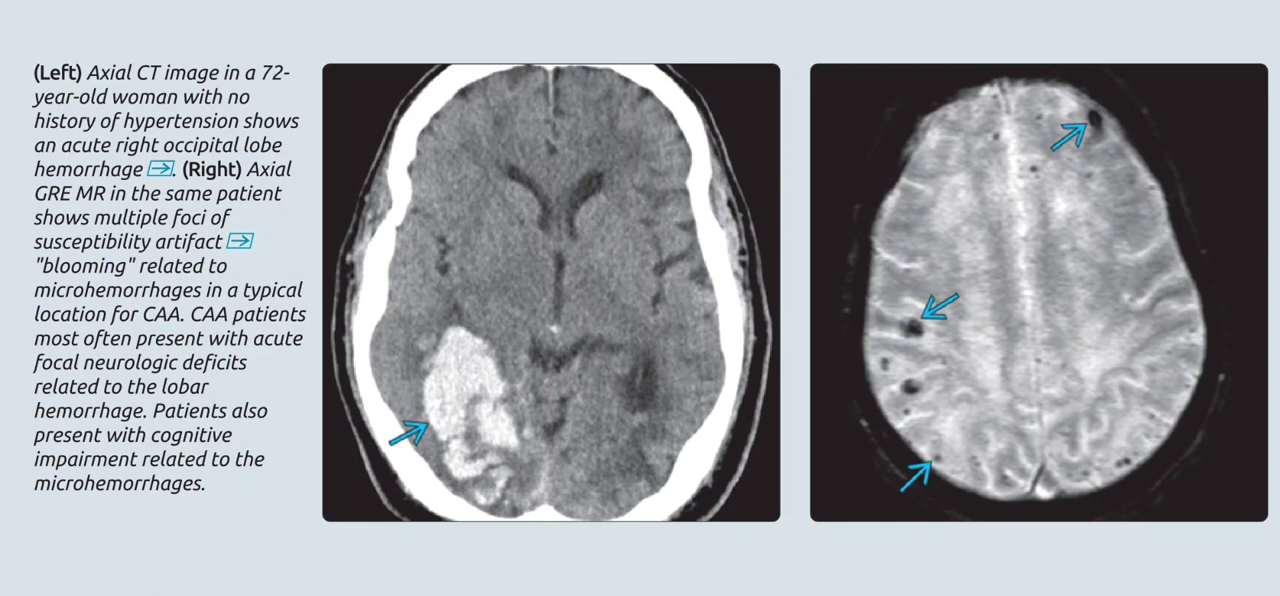 (Left) Axial CT image in a 72-
year-old woman with no
history of hypertension shows
an acute right occipital lobe
hemorrhage ➡. (Right) Axial
GRE MR in the same patient
shows multiple foci of
susceptibility artifact ➡
"blooming" related to
microhemorrhages in a typical
location for CAA. CAA patients
most often present with acute
focal neurologic deficits
related to the lobar
hemorrhage. Patients also
present with cognitive
impairment related to the
microhemorrhages.